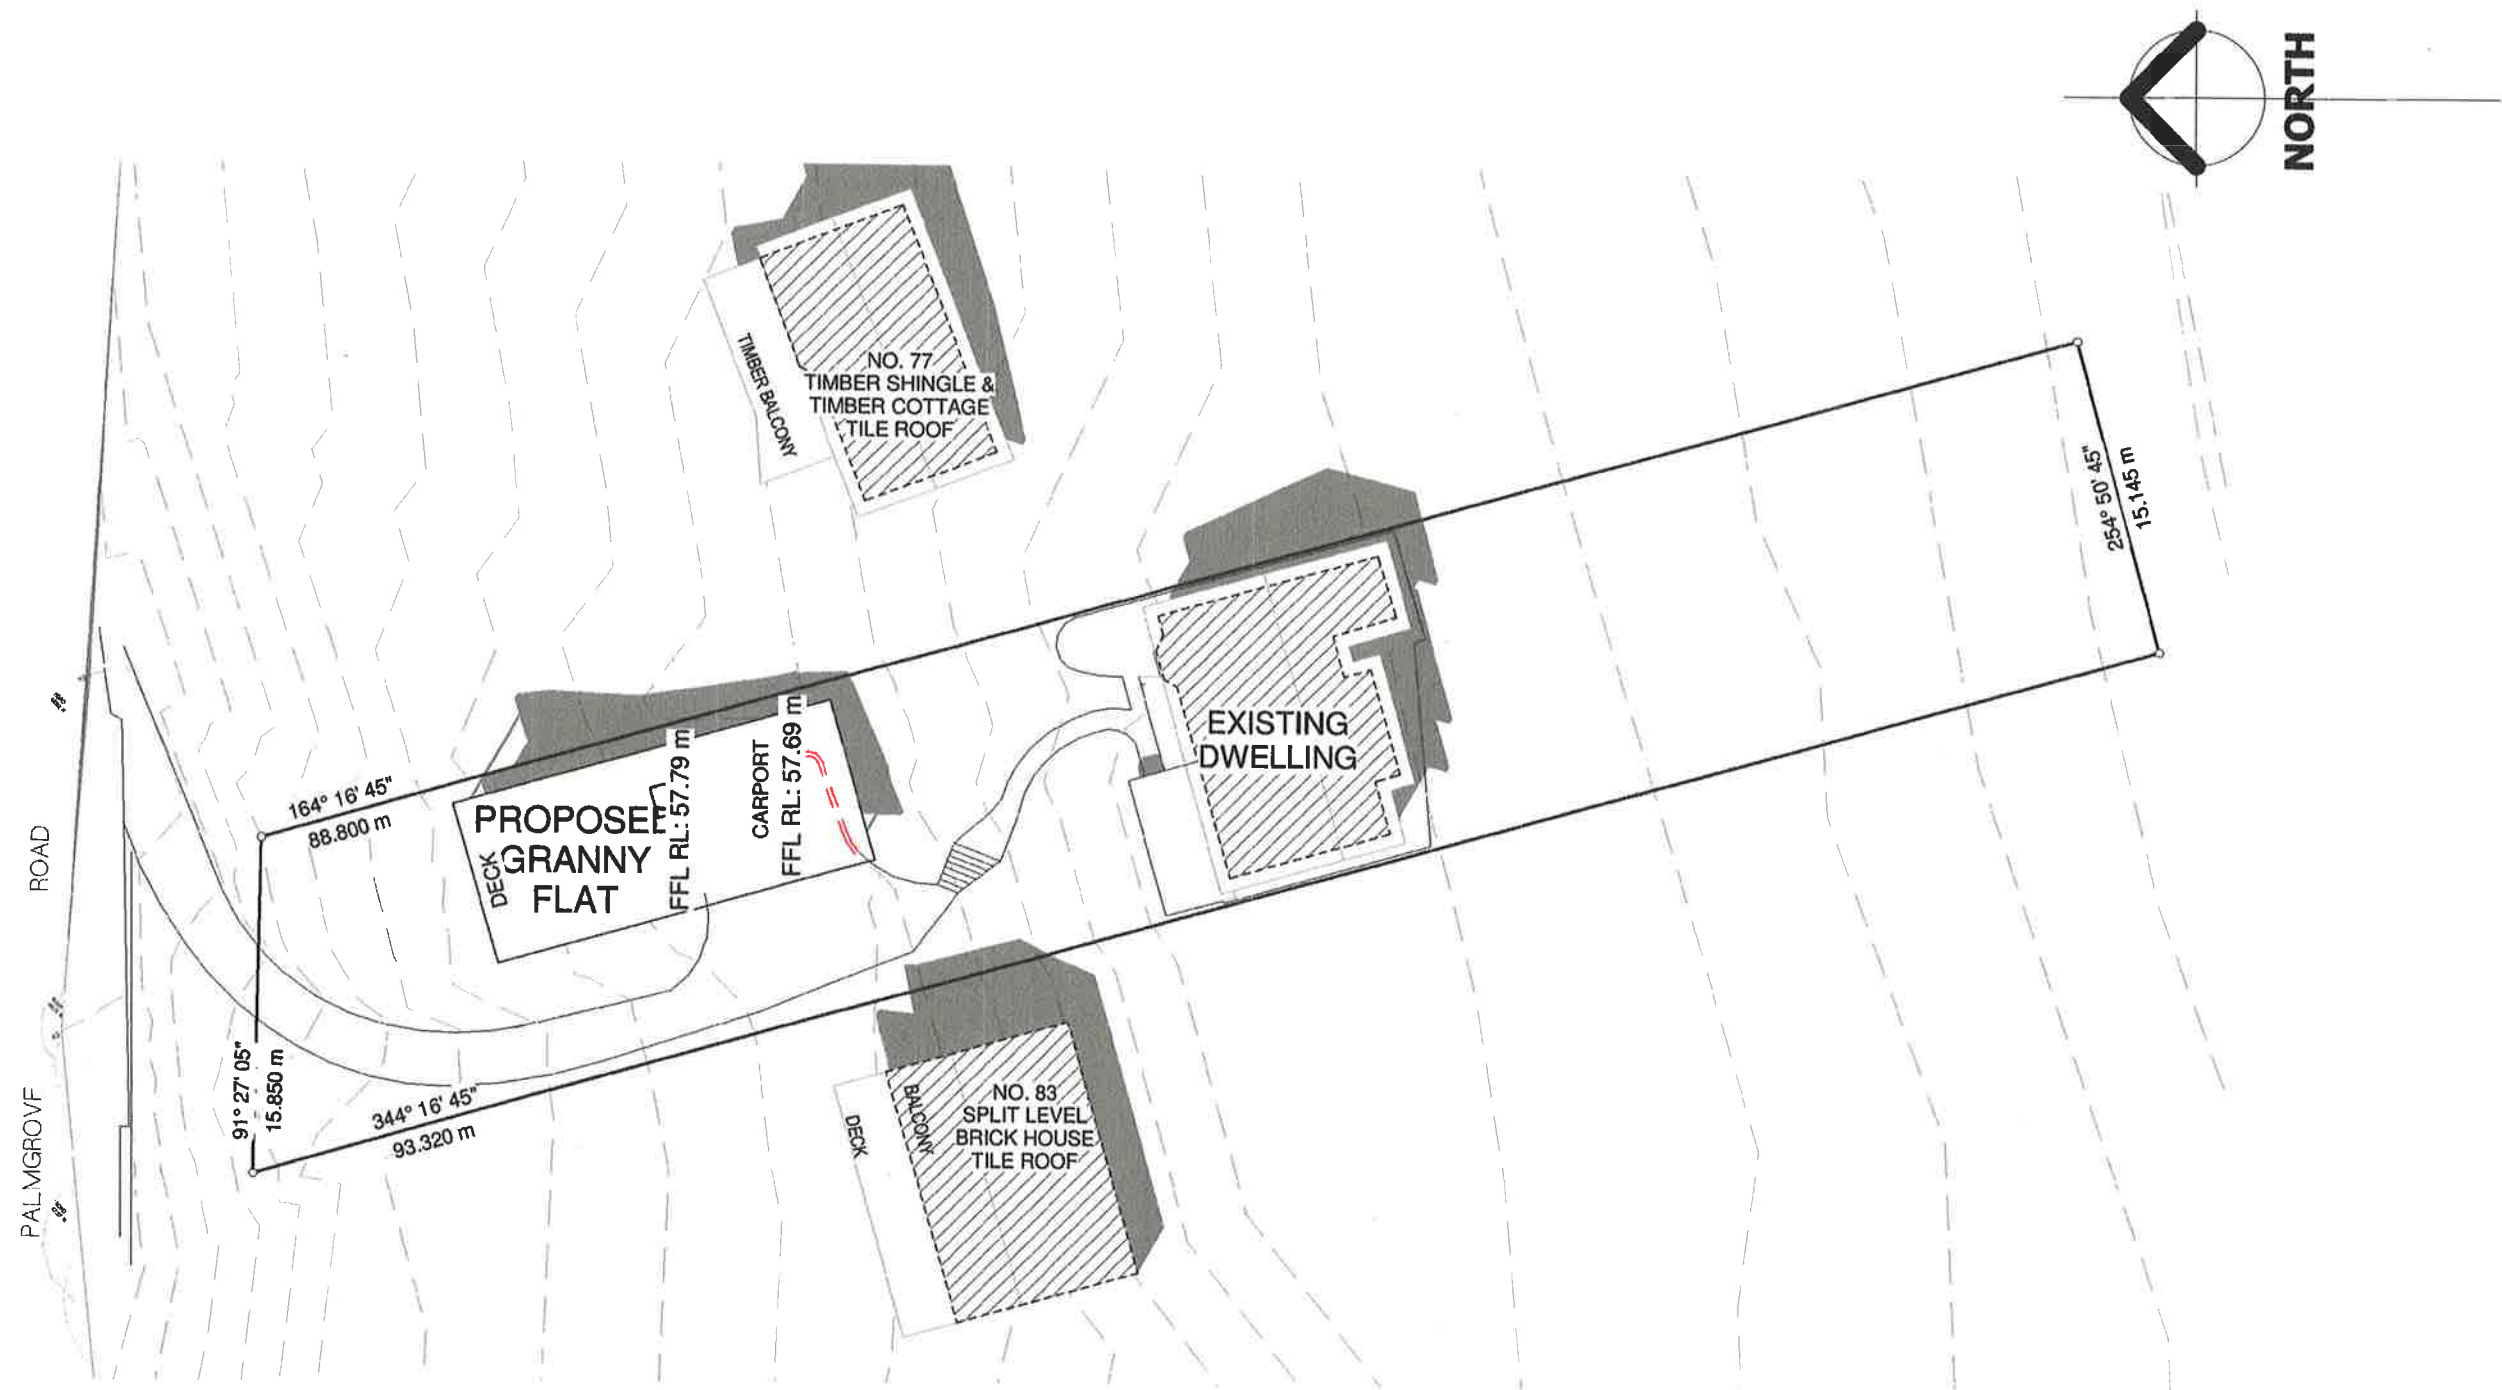 NORTH
TIMBER BALCONY
NO. 77
TIMBER SHINGLE &
TIMBER COTTAGE
TILE ROOF
254° 50' 45"
15.145 m
164° 16' 45"
88.800 m
PROPOSED
GRANNY
FLAT
DECK
FFL RL: 57.79 m
CARPORT
FFL RL: 57.69 m
EXISTING
DWELLING
ROAD
PALMGROVE
91° 27' 05"
15.850 m
344° 16' 45"
93.320 m
DECK
BALCONY
NO. 83
SPLIT LEVEL
BRICK HOUSE
TILE ROOF